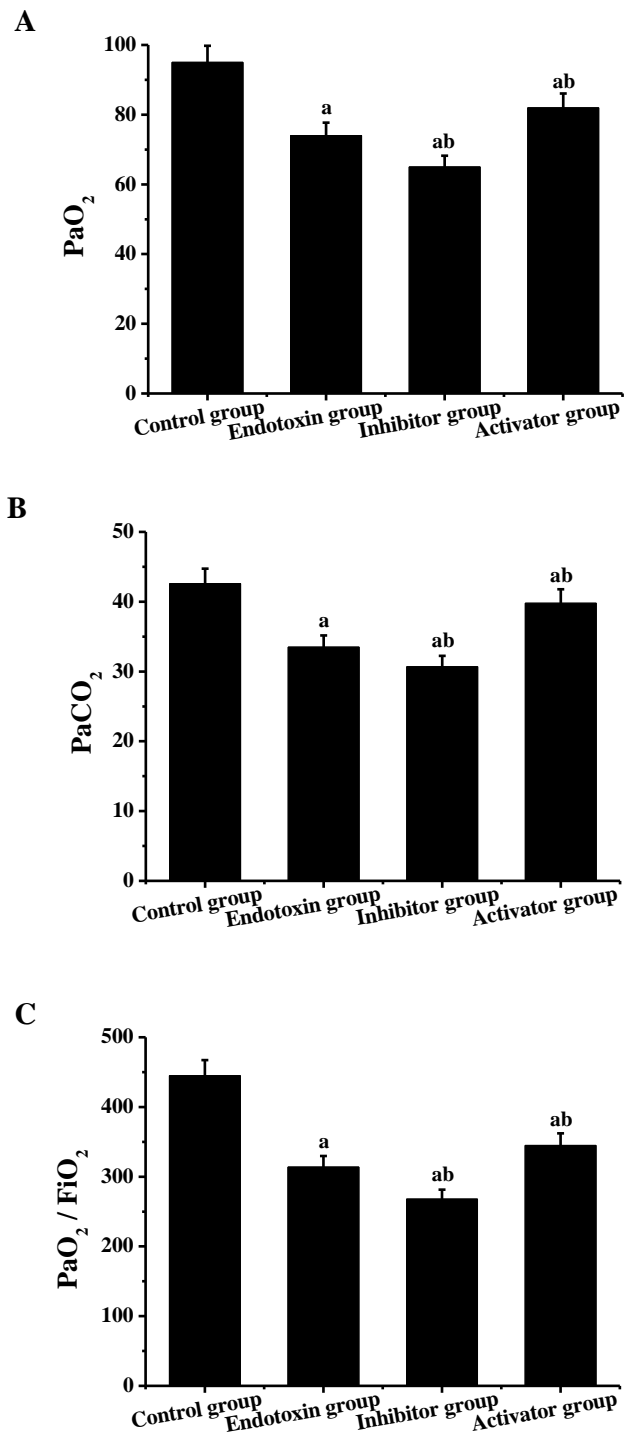 A
100
80
60
40
20
0
PaO₂
a
ab
ab
Control group
Endotoxin group
Inhibitor group
Activator group
B
50
40
30
20
10
0
PaCO₂
a
ab
ab
Control group
Endotoxin group
Inhibitor group
Activator group
C
500
400
300
200
100
0
PaO₂ / FiO₂
a
ab
ab
Control group
Endotoxin group
Inhibitor group
Activator group